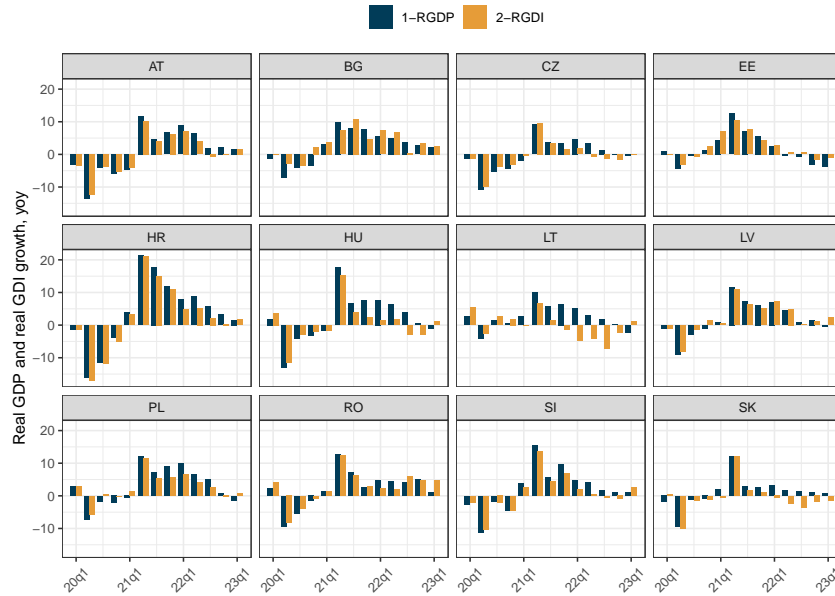 1−RGDP 2−RGDI
Real GDP and real GDI growth, yoy
AT BG CZ EE
20
10
0
−10
HR HU LT LV
20
10
0
−10
PL RO SI SK
20
10
0
−10
20q1 21q1 22q1 23q1 20q1 21q1 22q1 23q1 20q1 21q1 22q1 23q1 20q1 21q1 22q1 23q1